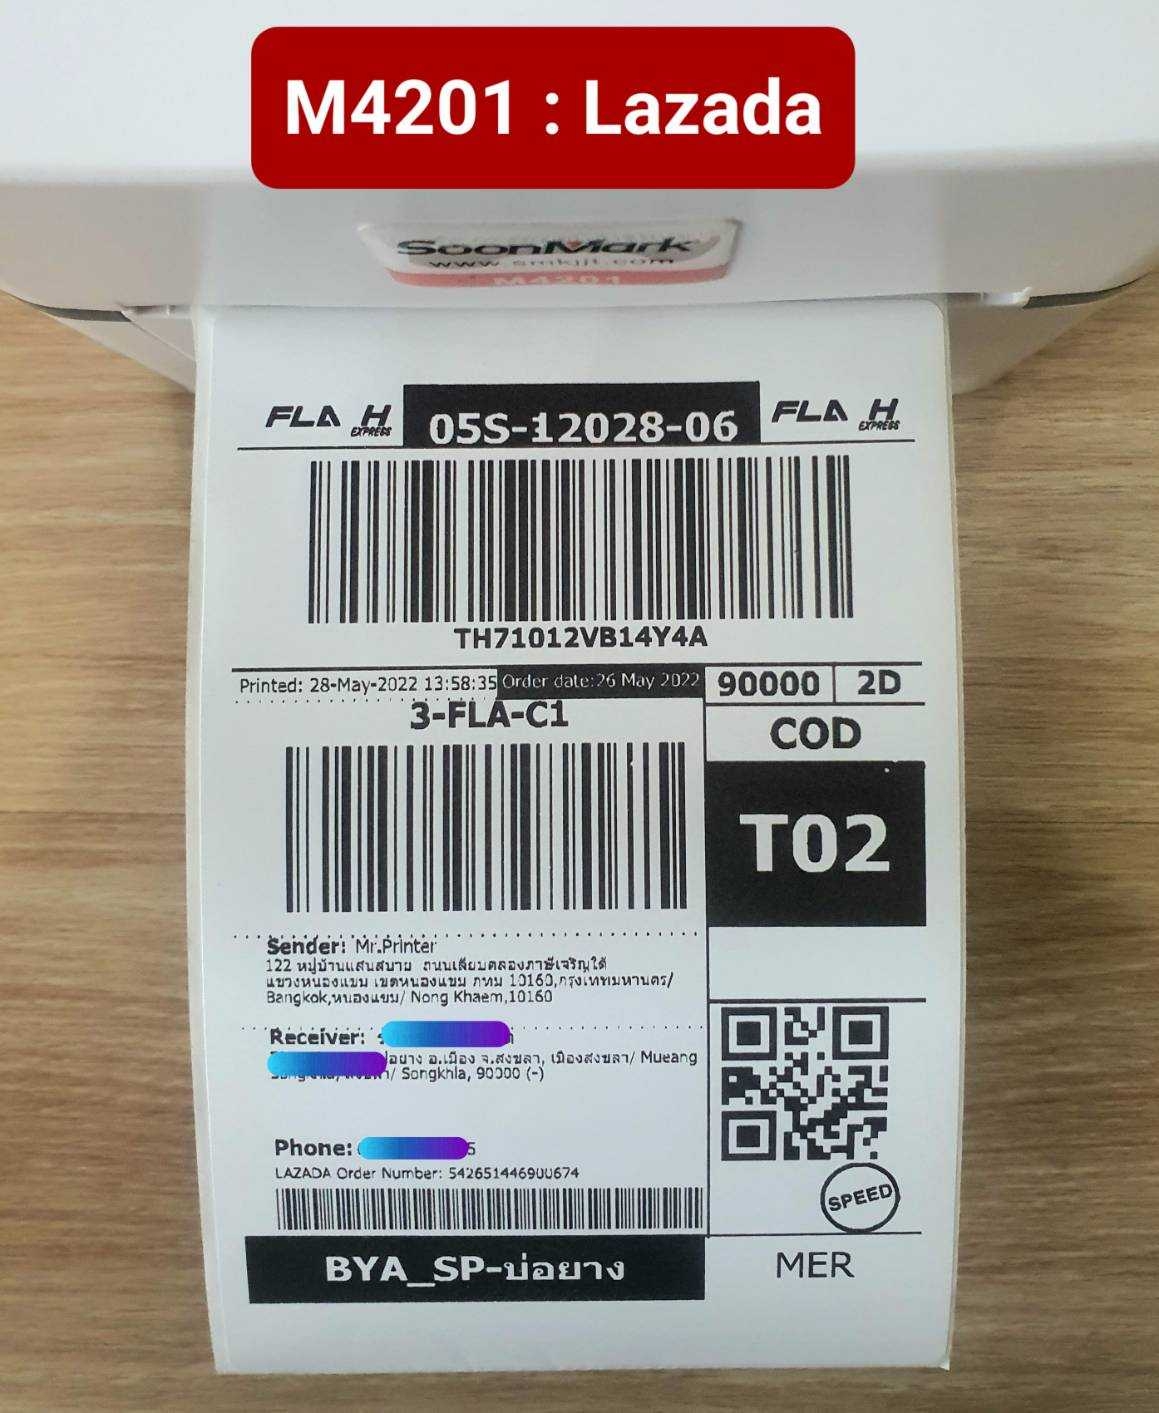 M4201 : Lazada
SoonMark
www.smkjjt.com
M4201
FLA H EXPRESS
05S-12028-06
FLA H EXPRESS
TH71012VB14Y4A
Printed: 28-May-2022 13:58:35
Order date:26 May 2022
90000
2D
3-FLA-C1
COD
T02
Sender: Mr.Printer
122 หมู่บ้านแสนสบาย ถนนเลียบคลองภาษีเจริญใต้
แขวงหนองแขม เขตหนองแขม กทม 10160,กรุงเทพมหานคร/
Bangkok,หนองแขม/ Nong Khaem,10160
Receiver:
อ.เมือง จ.สงขลา, เมืองสงขลา/ Mueang
Songkhla, 90000 (-)
Phone: 5
LAZADA Order Number: 542651446900674
SPEED
BYA_SP-บ่อยาง
MER